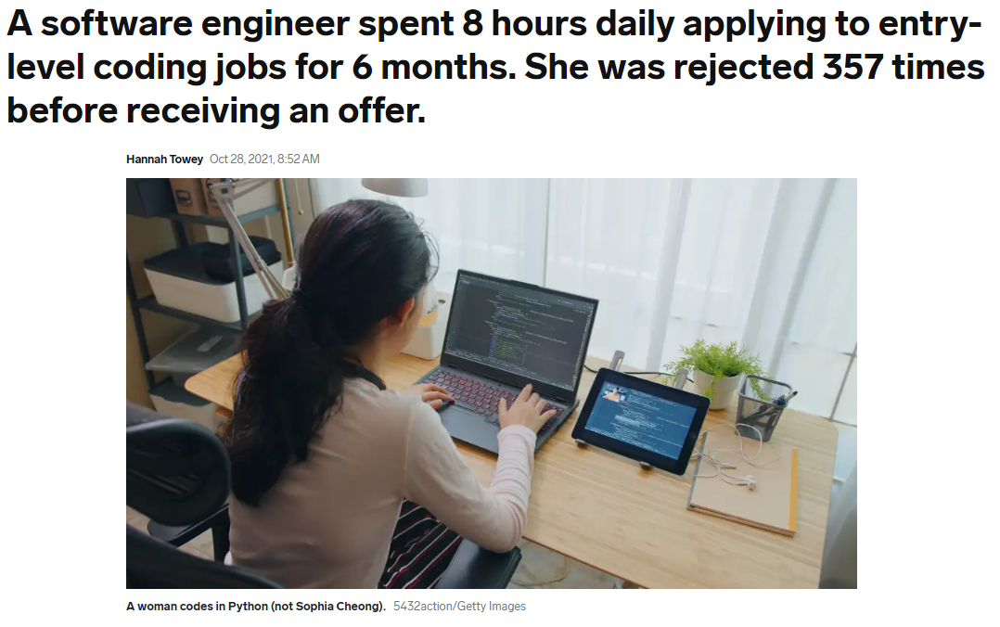 A software engineer spent 8 hours daily applying to entry-
level coding jobs for 6 months. She was rejected 357 times
before receiving an offer.
Hannah Towey Oct 28, 2021, 8:52 AM
A woman codes in Python (not Sophia Cheong). 5432action/Getty Images